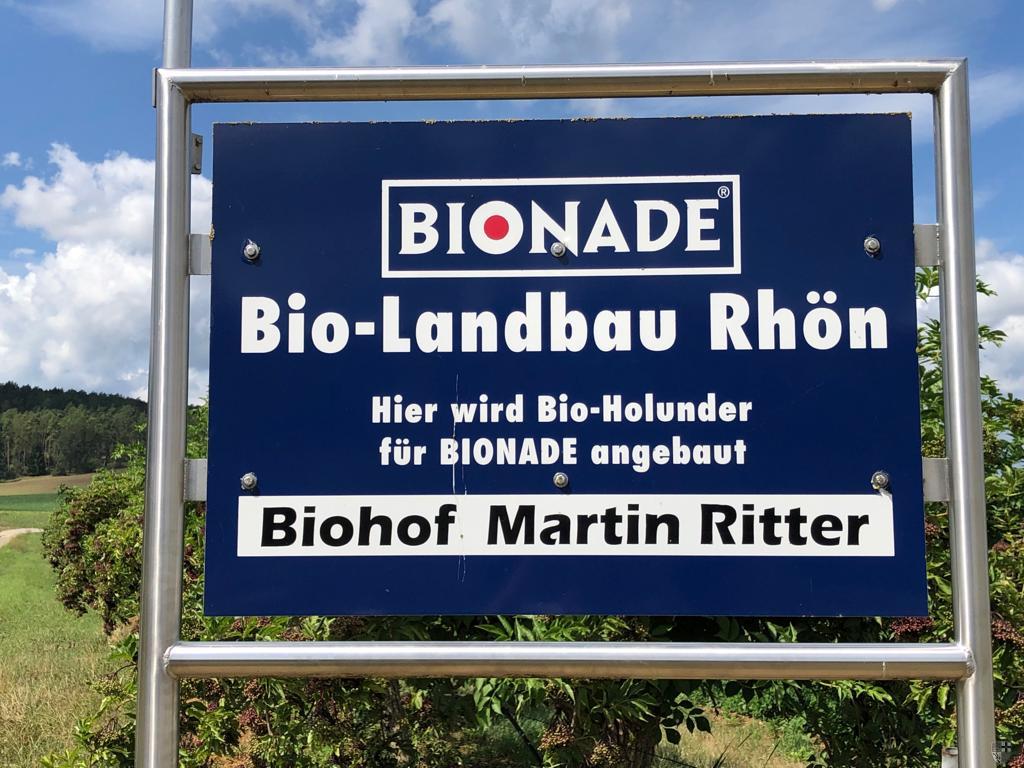 BIONADE®
Bio-Landbau Rhön
Hier wird Bio-Holunder
für BIONADE angebaut
Biohof Martin Ritter